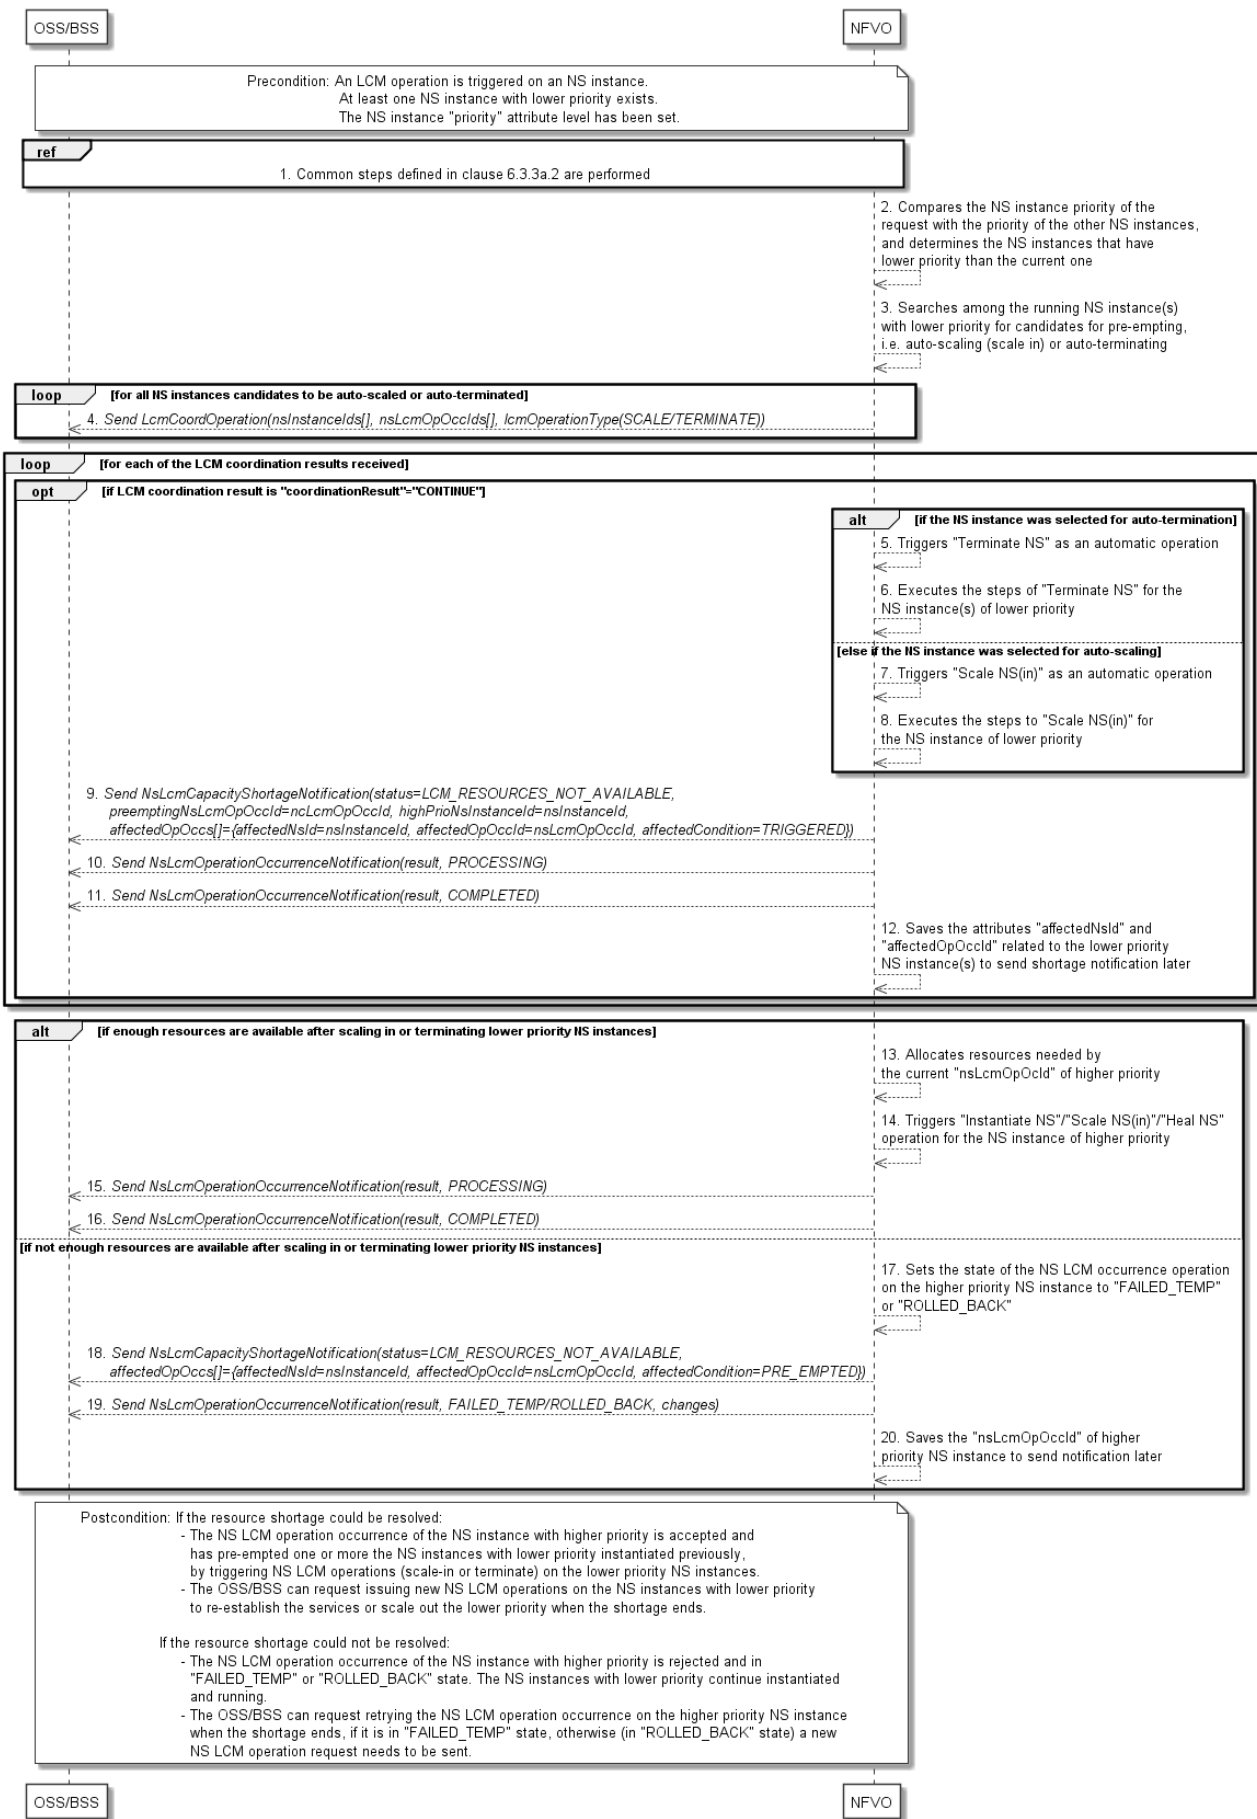 OSS/BSS
NFVO
Precondition: An LCM operation is triggered on an NS instance.
At least one NS instance with lower priority exists.
The NS instance "priority" attribute level has been set.
ref
1. Common steps defined in clause 6.3.3a.2 are performed
2. Compares the NS instance priority of the
request with the priority of the other NS instances,
and determines the NS instances that have
lower priority than the current one
3. Searches among the running NS instance(s)
with lower priority for candidates for pre-empting,
i.e. auto-scaling (scale in) or auto-terminating
loop
[for all NS instances candidates to be auto-scaled or auto-terminated]
4. Send LcmCoordOperation(nsInstanceIds[], nsLcmOpOccIds[], lcmOperationType(SCALE/TERMINATE))
loop
[for each of the LCM coordination results received]
opt
[if LCM coordination result is "coordinationResult"="CONTINUE"]
alt
[if the NS instance was selected for auto-termination]
5. Triggers "Terminate NS" as an automatic operation
6. Executes the steps of "Terminate NS" for the
NS instance(s) of lower priority
[else if the NS instance was selected for auto-scaling]
7. Triggers "Scale NS(in)" as an automatic operation
8. Executes the steps to "Scale NS(in)" for
the NS instance of lower priority
9. Send NsLcmCapacityShortageNotification(status=LCM_RESOURCES_NOT_AVAILABLE,
preemptingNsLcmOpOccId=ncLcmOpOccId, highPrioNsInstanceId=nsInstanceId,
affectedOpOccs[]={affectedNsId=nsInstanceId, affectedOpOccId=nsLcmOpOccId, affectedCondition=TRIGGERED})
10. Send NsLcmOperationOccurrenceNotification(result, PROCESSING)
11. Send NsLcmOperationOccurrenceNotification(result, COMPLETED)
12. Saves the attributes "affectedNsId" and
"affectedOpOccId" related to the lower priority
NS instance(s) to send shortage notification later
alt
[if enough resources are available after scaling in or terminating lower priority NS instances]
13. Allocates resources needed by
the current "nsLcmOpOcId" of higher priority
14. Triggers "Instantiate NS"/"Scale NS(in)"/"Heal NS"
operation for the NS instance of higher priority
15. Send NsLcmOperationOccurrenceNotification(result, PROCESSING)
16. Send NsLcmOperationOccurrenceNotification(result, COMPLETED)
[if not enough resources are available after scaling in or terminating lower priority NS instances]
17. Sets the state of the NS LCM occurrence operation
on the higher priority NS instance to "FAILED_TEMP"
or "ROLLED_BACK"
18. Send NsLcmCapacityShortageNotification(status=LCM_RESOURCES_NOT_AVAILABLE,
affectedOpOccs[]={affectedNsId=nsInstanceId, affectedOpOccId=nsLcmOpOccId, affectedCondition=PRE_EMPTED})
19. Send NsLcmOperationOccurrenceNotification(result, FAILED_TEMP/ROLLED_BACK, changes)
20. Saves the "nsLcmOpOccId" of higher
priority NS instance to send notification later
Postcondition: If the resource shortage could be resolved:
- The NS LCM operation occurrence of the NS instance with higher priority is accepted and
has pre-empted one or more the NS instances with lower priority instantiated previously,
by triggering NS LCM operations (scale-in or terminate) on the lower priority NS instances.
- The OSS/BSS can request issuing new NS LCM operations on the NS instances with lower priority
to re-establish the services or scale out the lower priority when the shortage ends.
If the resource shortage could not be resolved:
- The NS LCM operation occurrence of the NS instance with higher priority is rejected and in
"FAILED_TEMP" or "ROLLED_BACK" state. The NS instances with lower priority continue instantiated
and running.
- The OSS/BSS can request retrying the NS LCM operation occurrence on the higher priority NS instance
when the shortage ends, if it is in "FAILED_TEMP" state, otherwise (in "ROLLED_BACK" state) a new
NS LCM operation request needs to be sent.
OSS/BSS
NFVO